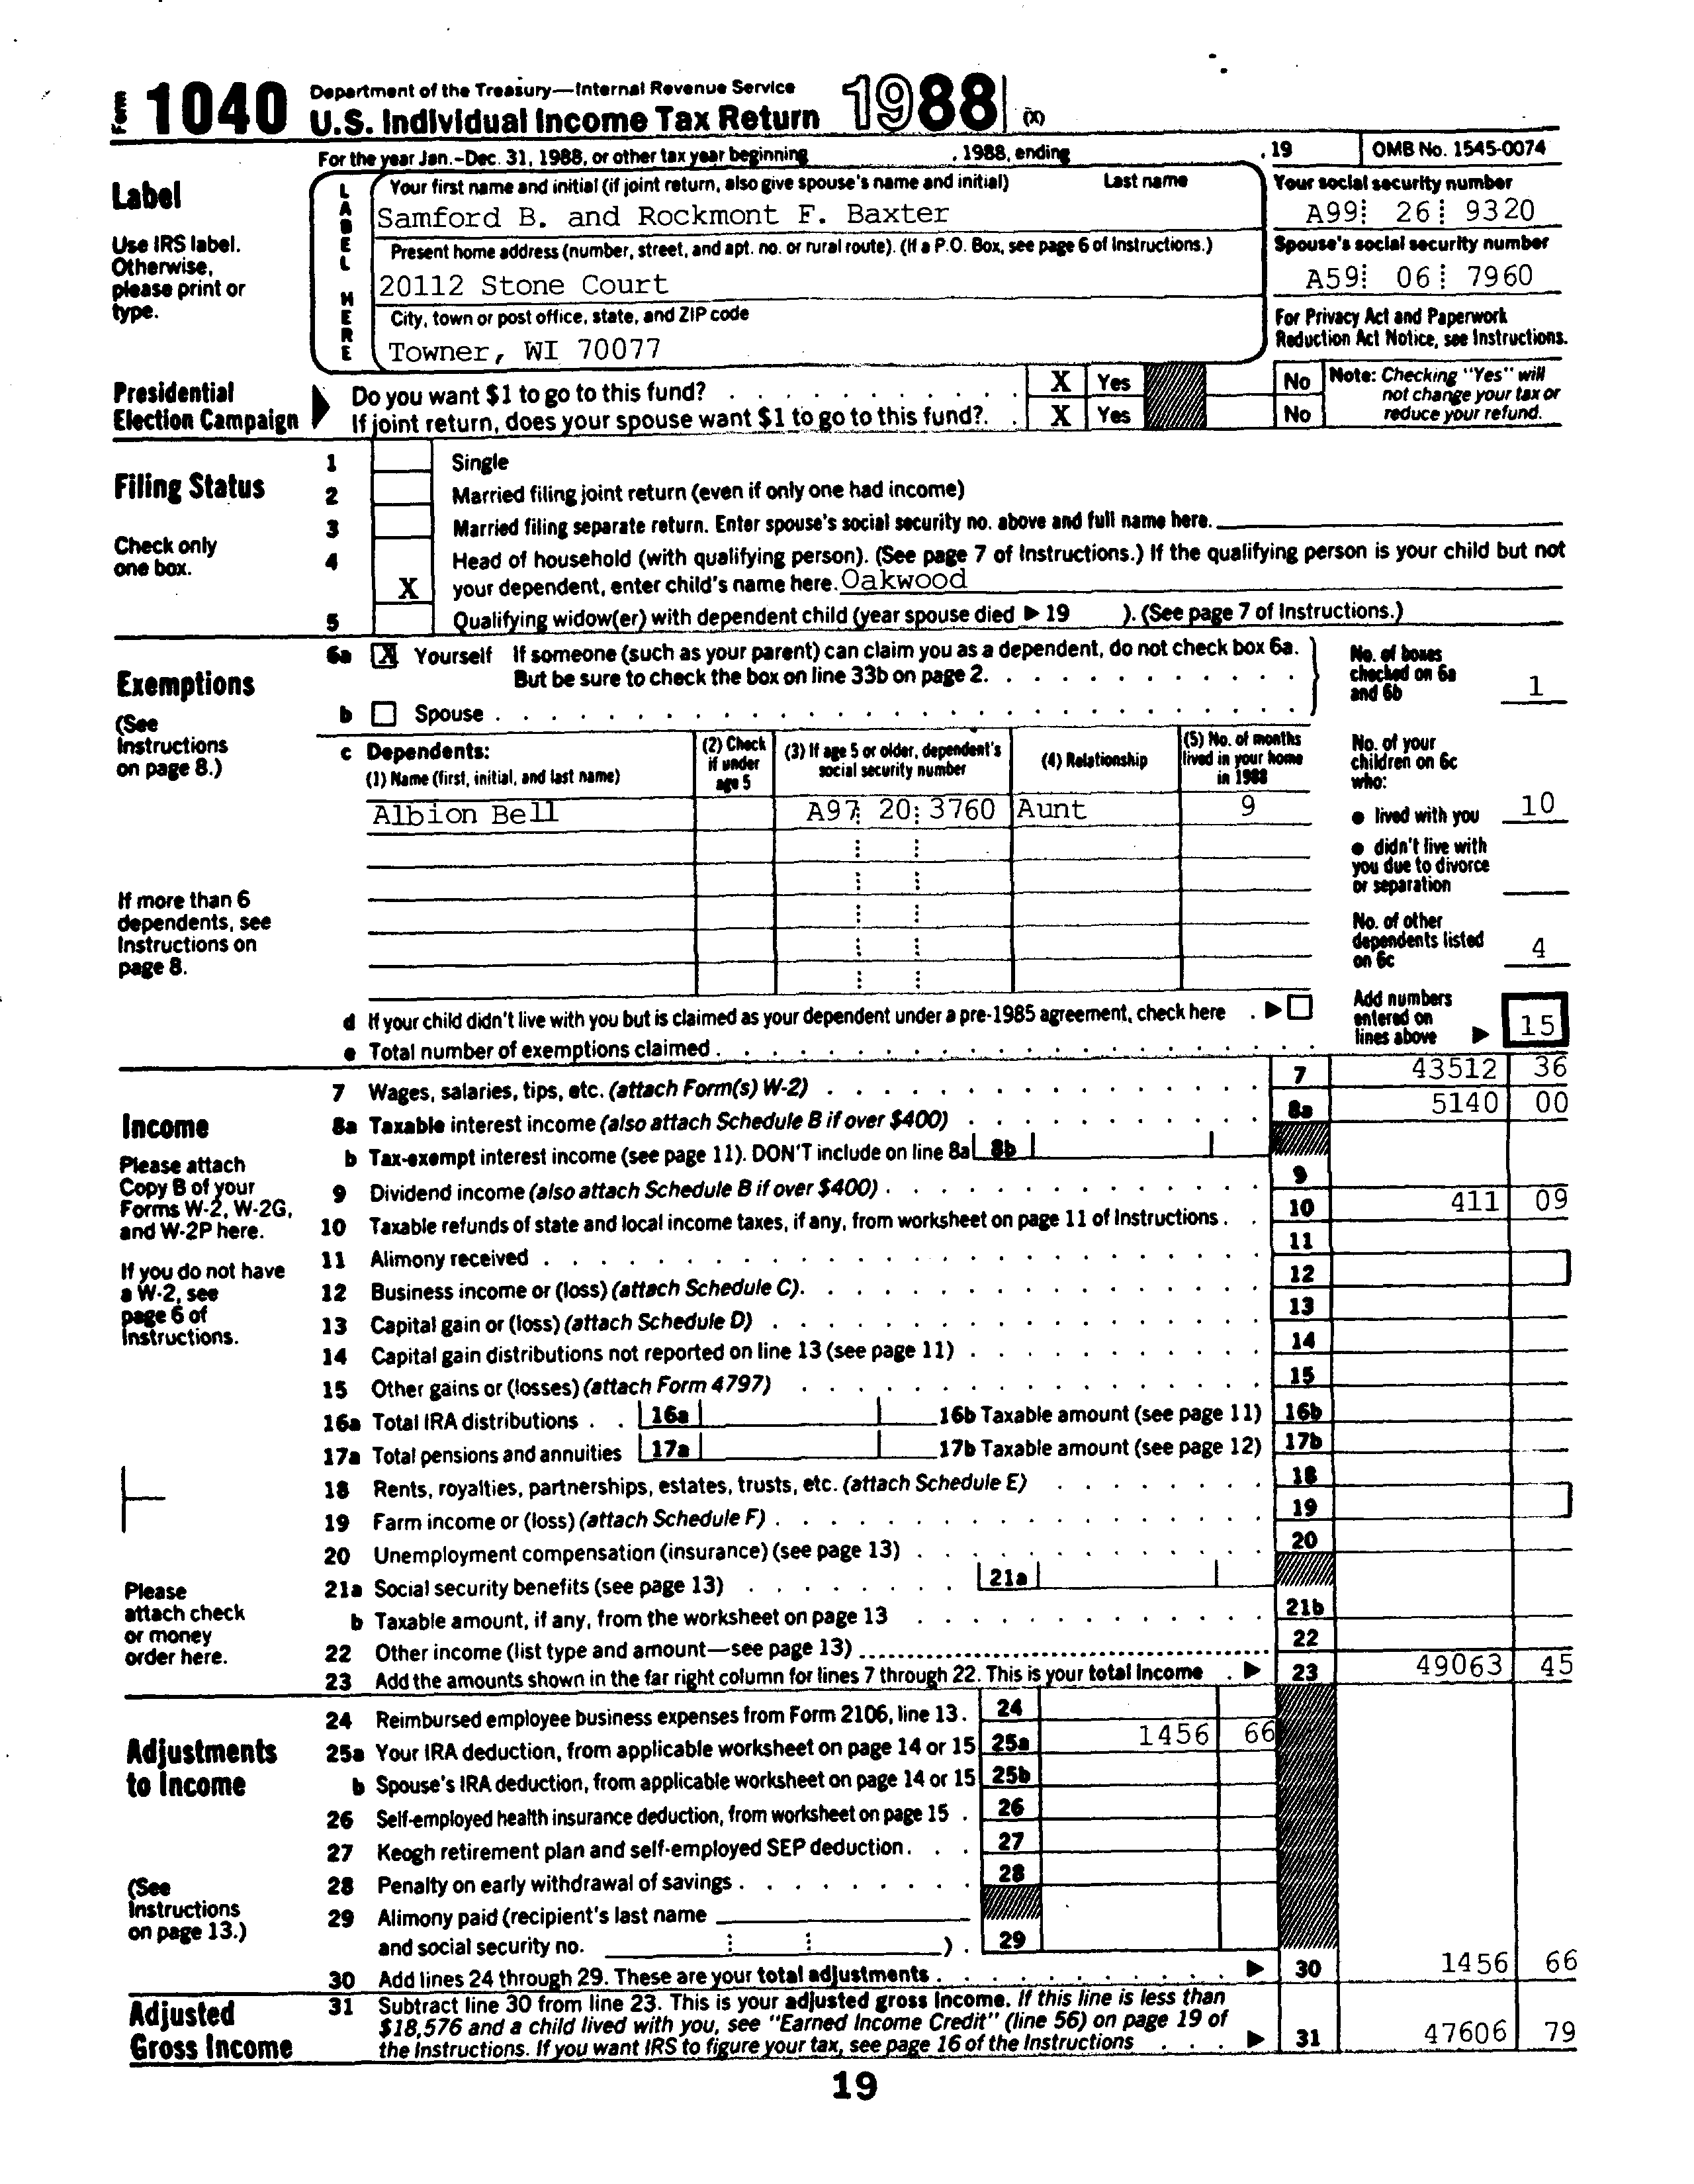 Form 1040 Department of the Treasury—Internal Revenue Service
U.S. Individual Income Tax Return 1988 (X)
For the year Jan.-Dec. 31, 1988, or other tax year beginning , 1988, ending , 19 OMB No. 1545-0074
Label
Use IRS label.
Otherwise,
please print or
type.
LABEL HERE
Your first name and initial (if joint return, also give spouse's name and initial) Last name
Samford B. and Rockmont F. Baxter
Your social security number
A99 26 9320
Present home address (number, street, and apt. no. or rural route). (If a P.O. Box, see page 6 of Instructions.)
20112 Stone Court
Spouse's social security number
A59 06 7960
City, town or post office, state, and ZIP code
Towner, WI 70077
For Privacy Act and Paperwork
Reduction Act Notice, see Instructions.
Presidential
Election Campaign
Do you want $1 to go to this fund? X Yes No
If joint return, does your spouse want $1 to go to this fund? X Yes No
Note: Checking "Yes" will
not change your tax or
reduce your refund.
Filing Status
Check only
one box.
1 Single
2 Married filing joint return (even if only one had income)
3 Married filing separate return. Enter spouse's social security no. above and full name here.
4 Head of household (with qualifying person). (See page 7 of Instructions.) If the qualifying person is your child but not
X your dependent, enter child's name here. Oakwood
5 Qualifying widow(er) with dependent child (year spouse died ▶ 19 ). (See page 7 of Instructions.)
Exemptions
(See
Instructions
on page 8.)
6a X Yourself If someone (such as your parent) can claim you as a dependent, do not check box 6a.
But be sure to check the box on line 33b on page 2.
b Spouse
No. of boxes
checked on 6a
and 6b 1
c Dependents:
(1) Name (first, initial, and last name)
(2) Check
if under
age 5
(3) If age 5 or older, dependent's
social security number
(4) Relationship
(5) No. of months
lived in your home
in 1988
Albion Bell A97 20 3760 Aunt 9
If more than 6
dependents, see
Instructions on
page 8.
No. of your
children on 6c
who:
● lived with you 10
● didn't live with
you due to divorce
or separation
No. of other
dependents listed
on 6c 4
d If your child didn't live with you but is claimed as your dependent under a pre-1985 agreement, check here ▶
e Total number of exemptions claimed
Add numbers
entered on
lines above ▶ 15
Income
Please attach
Copy B of your
Forms W-2, W-2G,
and W-2P here.
If you do not have
a W-2, see
page 6 of
Instructions.
7 Wages, salaries, tips, etc. (attach Form(s) W-2) 7 43512 36
8a Taxable interest income (also attach Schedule B if over $400) 8a 5140 00
b Tax-exempt interest income (see page 11). DON'T include on line 8a 8b
9 Dividend income (also attach Schedule B if over $400) 9
10 Taxable refunds of state and local income taxes, if any, from worksheet on page 11 of Instructions 10 411 09
11 Alimony received 11
12 Business income or (loss) (attach Schedule C) 12
13 Capital gain or (loss) (attach Schedule D) 13
14 Capital gain distributions not reported on line 13 (see page 11) 14
15 Other gains or (losses) (attach Form 4797) 15
16a Total IRA distributions 16a 16b Taxable amount (see page 11) 16b
17a Total pensions and annuities 17a 17b Taxable amount (see page 12) 17b
18 Rents, royalties, partnerships, estates, trusts, etc. (attach Schedule E) 18
19 Farm income or (loss) (attach Schedule F) 19
20 Unemployment compensation (insurance) (see page 13) 20
21a Social security benefits (see page 13) 21a
b Taxable amount, if any, from the worksheet on page 13 21b
22 Other income (list type and amount—see page 13) 22
23 Add the amounts shown in the far right column for lines 7 through 22. This is your total income ▶ 23 49063 45
Please
attach check
or money
order here.
Adjustments
to Income
(See
Instructions
on page 13.)
24 Reimbursed employee business expenses from Form 2106, line 13. 24
25a Your IRA deduction, from applicable worksheet on page 14 or 15 25a 1456 66
b Spouse's IRA deduction, from applicable worksheet on page 14 or 15 25b
26 Self-employed health insurance deduction, from worksheet on page 15 26
27 Keogh retirement plan and self-employed SEP deduction 27
28 Penalty on early withdrawal of savings 28
29 Alimony paid (recipient's last name
and social security no. ) 29
30 Add lines 24 through 29. These are your total adjustments ▶ 30 1456 66
Adjusted
Gross Income
31 Subtract line 30 from line 23. This is your adjusted gross income. If this line is less than
$18,576 and a child lived with you, see "Earned Income Credit" (line 56) on page 19 of
the Instructions. If you want IRS to figure your tax, see page 16 of the Instructions ▶ 31 47606 79
19